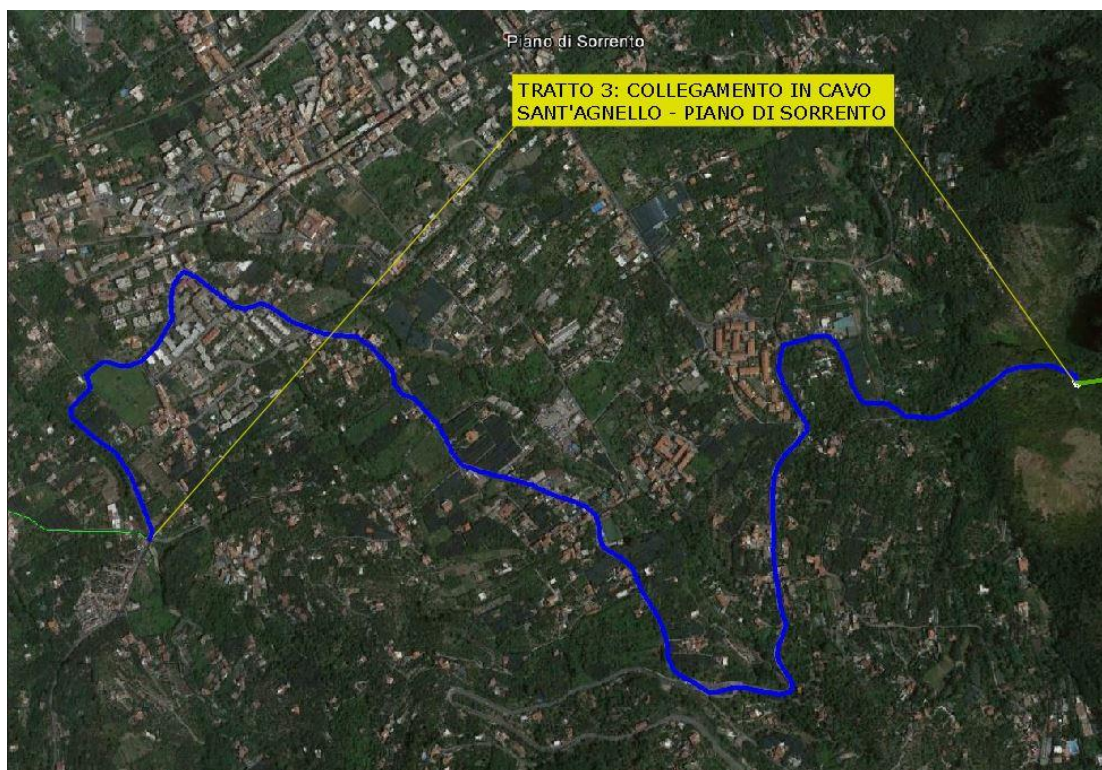 Piano di Sorrento
TRATTO 3: COLLEGAMENTO IN CAVO
SANT'AGNELLO - PIANO DI SORRENTO